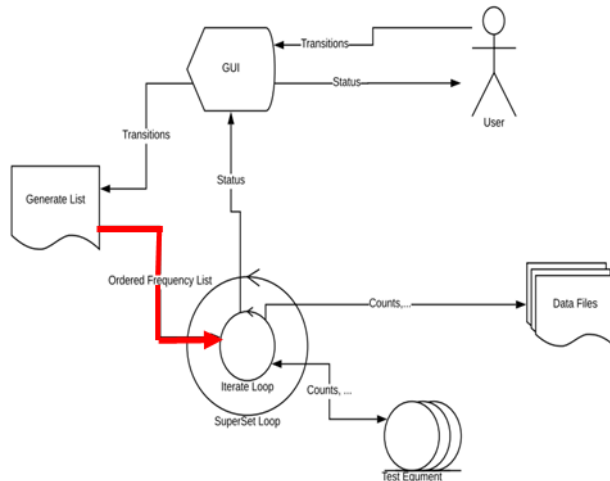 Transitions
GUI
Status
User
Transitions
Status
Generate List
Ordered Frequency List
Counts,...
Data Files
Iterate Loop
Counts, ...
SuperSet Loop
Test Equment